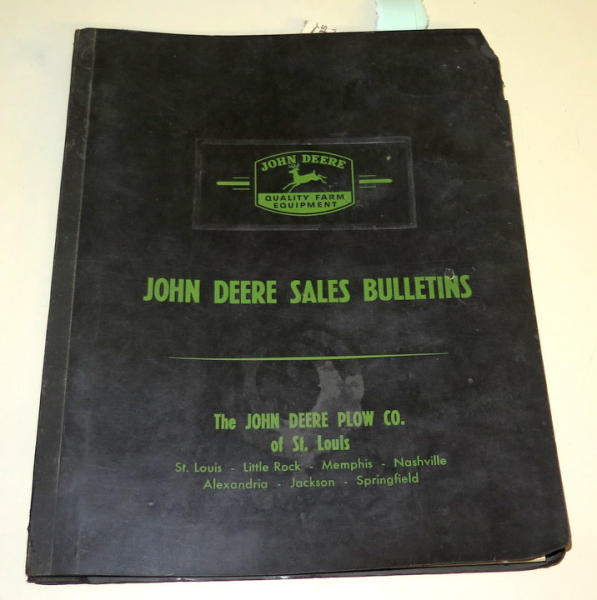 JOHN DEERE
QUALITY FARM
EQUIPMENT
JOHN DEERE SALES BULLETINS
The JOHN DEERE PLOW CO.
of St. Louis
St. Louis - Little Rock - Memphis - Nashville
Alexandria - Jackson - Springfield